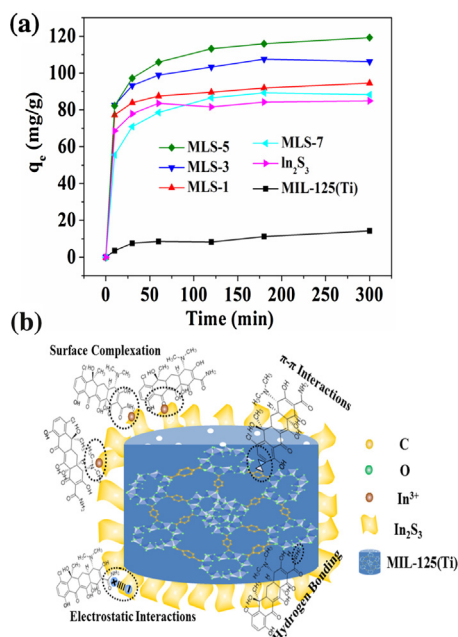 (a)
120
100
80
60
40
20
0
qe (mg/g)
MLS-5
MLS-3
MLS-1
MLS-7
In2S3
MIL-125(Ti)
0 50 100 150 200 250 300
Time (min)
(b)
Surface Complexation
π-π Interactions
Electrostatic Interactions
Hydrogen Bonding
C
O
In³⁺
In2S3
MIL-125(Ti)